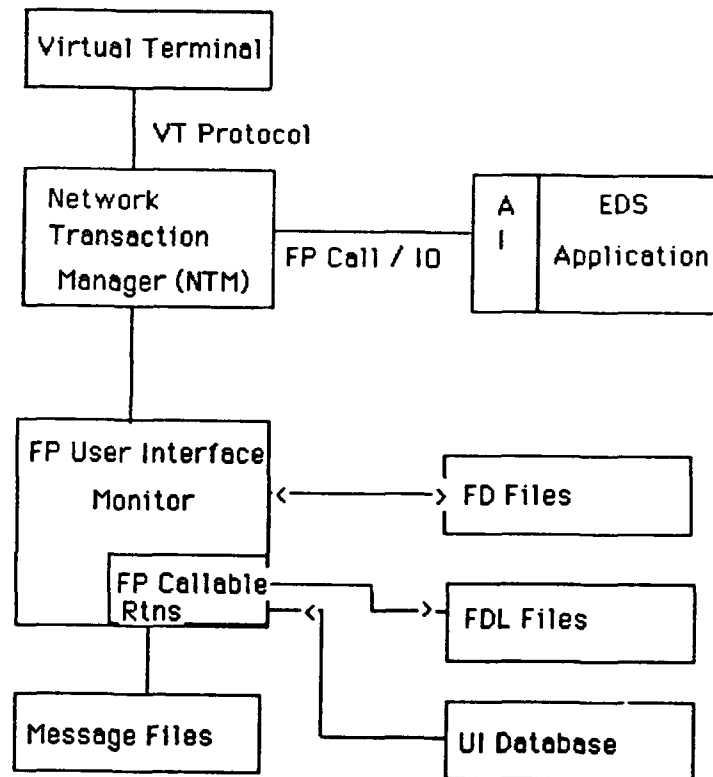 Virtual Terminal
VT Protocol
Network
Transaction
Manager (NTM)
FP Call / IO
A
I
EDS
Application
FP User Interface
Monitor
FD Files
FP Callable
Rtns
FDL Files
Message Files
UI Database